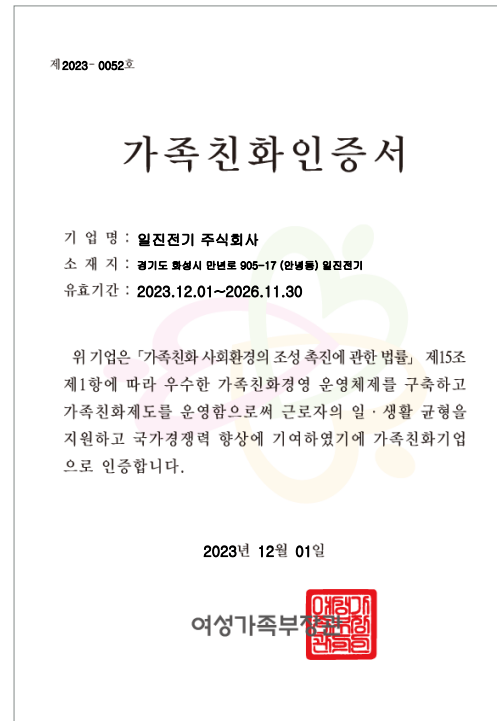 제2023- 0052호
가족친화인증서
기 업 명 : 일진전기 주식회사
소 재 지 : 경기도 화성시 만년로 905-17 (안녕동) 일진전기
유효기간 : 2023.12.01~2026.11.30
위 기업은 「가족친화 사회환경의 조성 촉진에 관한 법률」 제15조
제1항에 따라 우수한 가족친화경영 운영체제를 구축하고
가족친화제도를 운영함으로써 근로자의 일 · 생활 균형을
지원하고 국가경쟁력 향상에 기여하였기에 가족친화기업
으로 인증합니다.
2023년 12월 01일
여성가족부장관